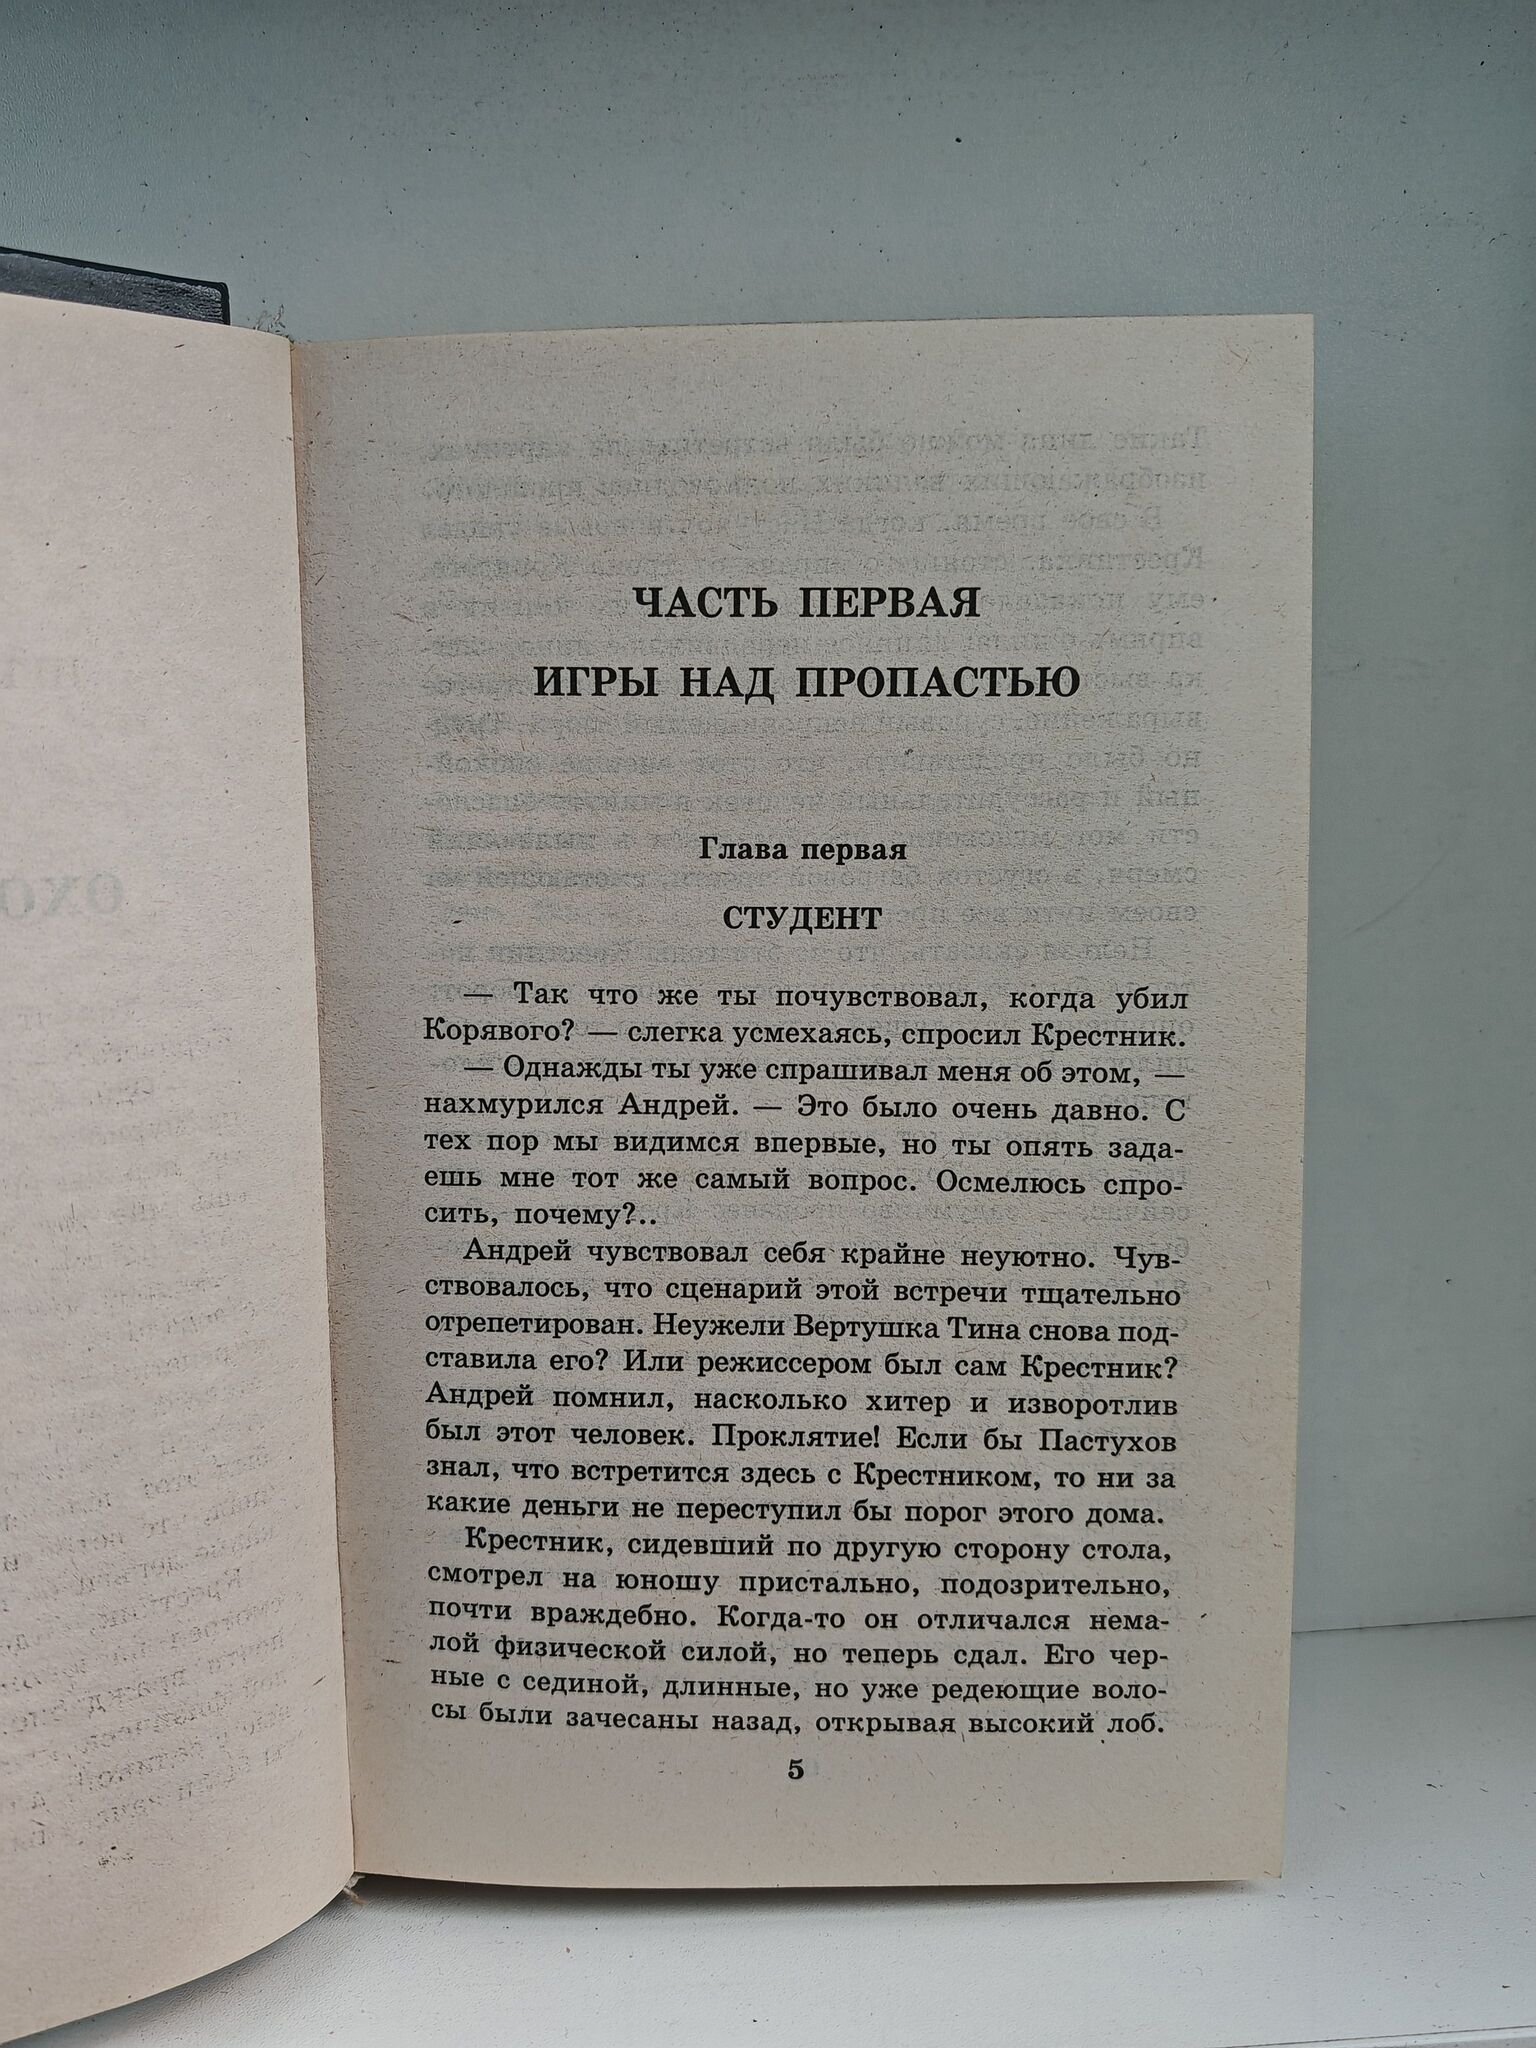 ЧАСТЬ ПЕРВАЯ
ИГРЫ НАД ПРОПАСТЬЮ
Глава первая
СТУДЕНТ
— Так что же ты почувствовал, когда убил
Корявого? — слегка усмехаясь, спросил Крестник.
— Однажды ты уже спрашивал меня об этом, —
нахмурился Андрей. — Это было очень давно. С
тех пор мы видимся впервые, но ты опять зада-
ешь мне тот же самый вопрос. Осмелюсь спро-
сить, почему?..
Андрей чувствовал себя крайне неуютно. Чув-
ствовалось, что сценарий этой встречи тщательно
отрепетирован. Неужели Вертушка Тина снова под-
ставила его? Или режиссером был сам Крестник?
Андрей помнил, насколько хитер и изворотлив
был этот человек. Проклятие! Если бы Пастухов
знал, что встретится здесь с Крестником, то ни за
какие деньги не переступил бы порог этого дома.
Крестник, сидевший по другую сторону стола,
смотрел на юношу пристально, подозрительно,
почти враждебно. Когда-то он отличался нема-
лой физической силой, но теперь сдал. Его чер-
ные с сединой, длинные, но уже редеющие воло-
сы были зачесаны назад, открывая высокий лоб.
5